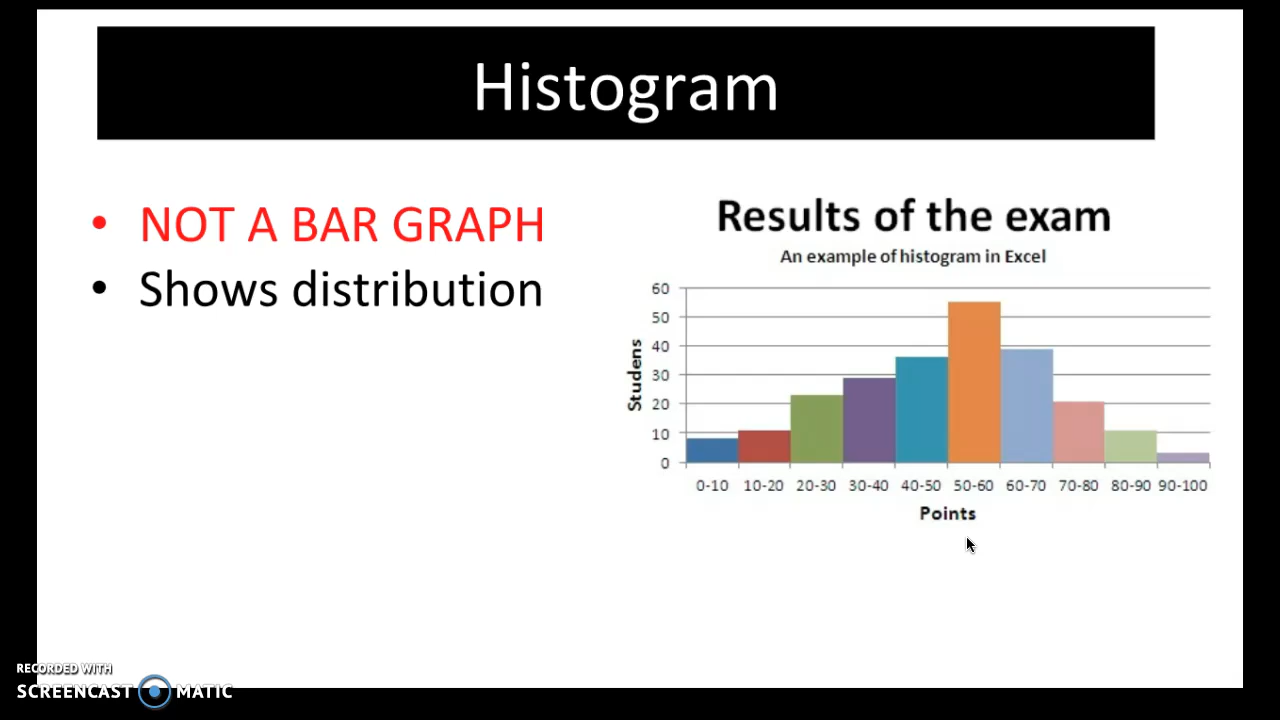 Histogram
• NOT A BAR GRAPH
• Shows distribution
Results of the exam
An example of histogram in Excel
60
50
40
30
20
10
0
Studens
0-10 10-20 20-30 30-40 40-50 50-60 60-70 70-80 80-90 90-100
Points
RECORDED WITH
SCREENCAST MATIC